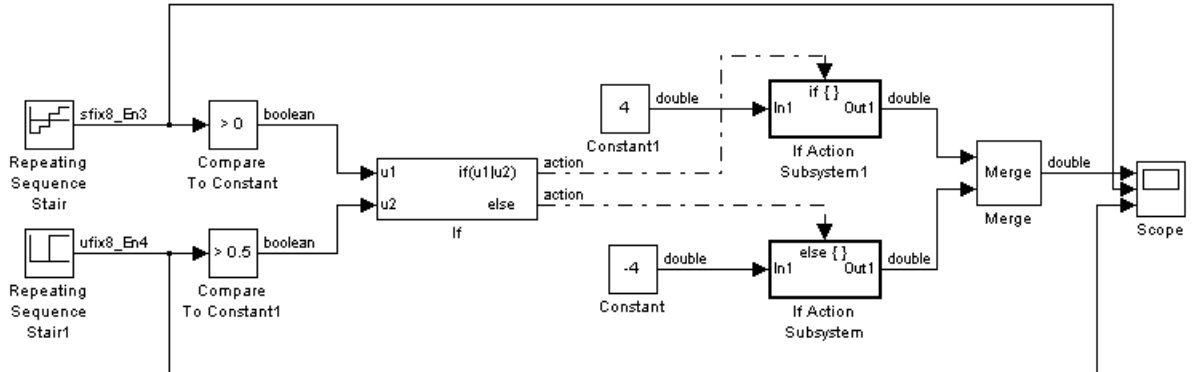 sfix8_En3
> 0
boolean
Repeating
Sequence
Stair
Compare
To Constant
ufix8_En4
> 0.5
boolean
Repeating
Sequence
Stair1
Compare
To Constant1
u1
if(u1|u2)
u2
else
If
action
action
4
double
Constant1
if { }
In1
Out1
double
If Action
Subsystem1
-4
double
Constant
else { }
In1
Out1
double
If Action
Subsystem
Merge
Merge
double
Scope